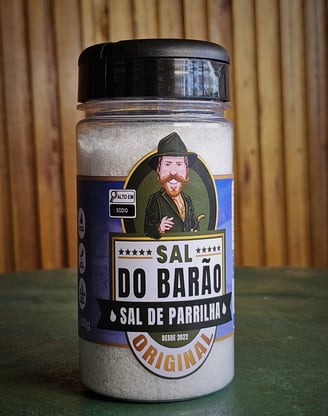 ALTO EM
SÓDIO
SAL
DO BARÃO
SAL DE PARRILHA
DESDE 2022
ORIGINAL